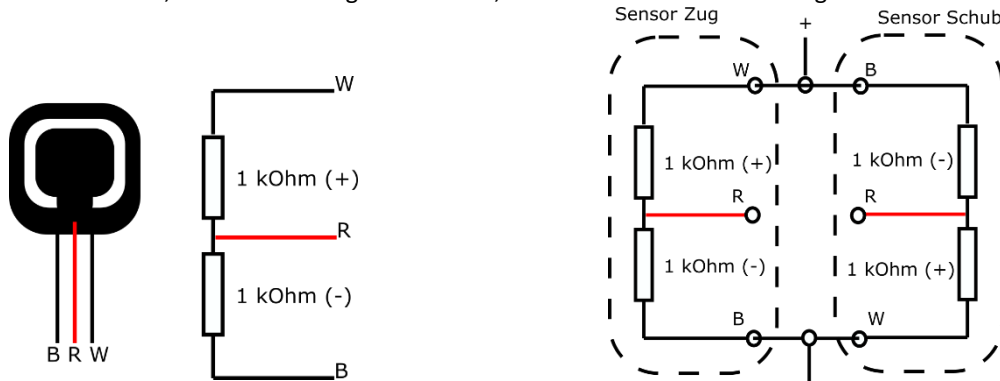 Sensor Zug
+
Sensor Schub
W
1 kOhm (+)
R
1 kOhm (-)
B
B R W
W
B
1 kOhm (+)
1 kOhm (-)
R
R
1 kOhm (-)
1 kOhm (+)
B
W